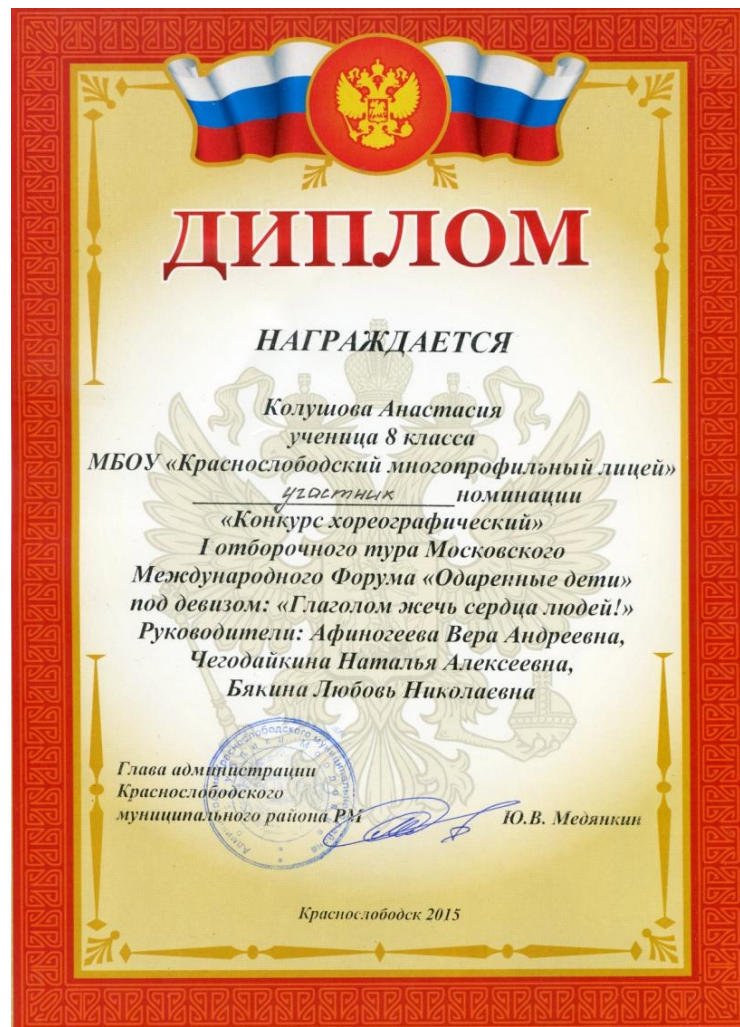 ДИПЛОМ
НАГРАЖДАЕТСЯ
Колушова Анастасия
ученица 8 класса
МБОУ «Краснослободский многопрофильный лицей»
участник номинации
«Конкурс хореографический»
I отборочного тура Московского
Международного Форума «Одаренные дети»
под девизом: «Глаголом жечь сердца людей!»
Руководители: Афиногеева Вера Андреевна,
Чегодайкина Наталья Алексеевна,
Бякина Любовь Николаевна
Глава администрации
Краснослободского
муниципального района РМ Ю.В. Медянкин
Краснослободск 2015